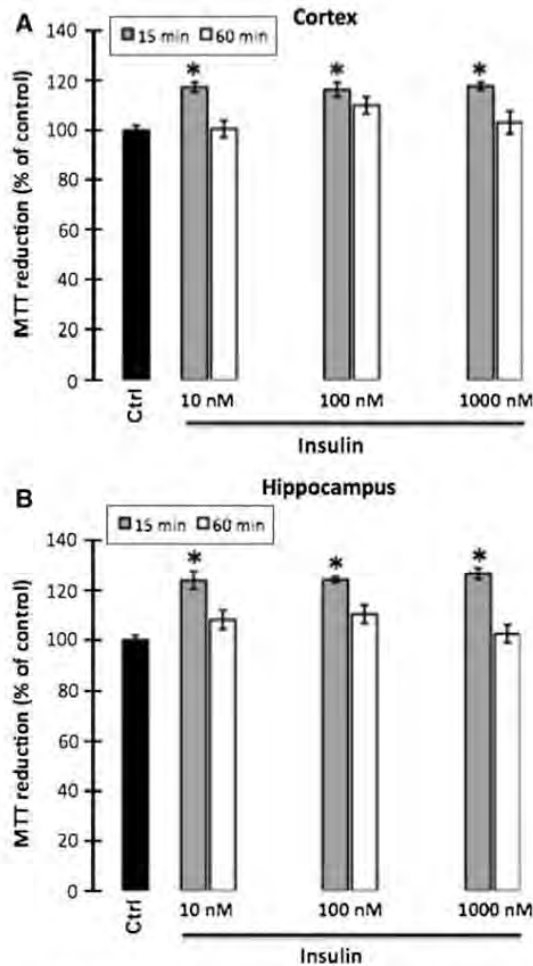 A
Cortex
15 min 60 min
MTT reduction (% of control)
140
120
100
80
60
40
20
0
* * *
Ctrl
10 nM 100 nM 1000 nM
Insulin
B
Hippocampus
15 min 60 min
MTT reduction (% of control)
140
120
100
80
60
40
20
0
* * *
Ctrl
10 nM 100 nM 1000 nM
Insulin